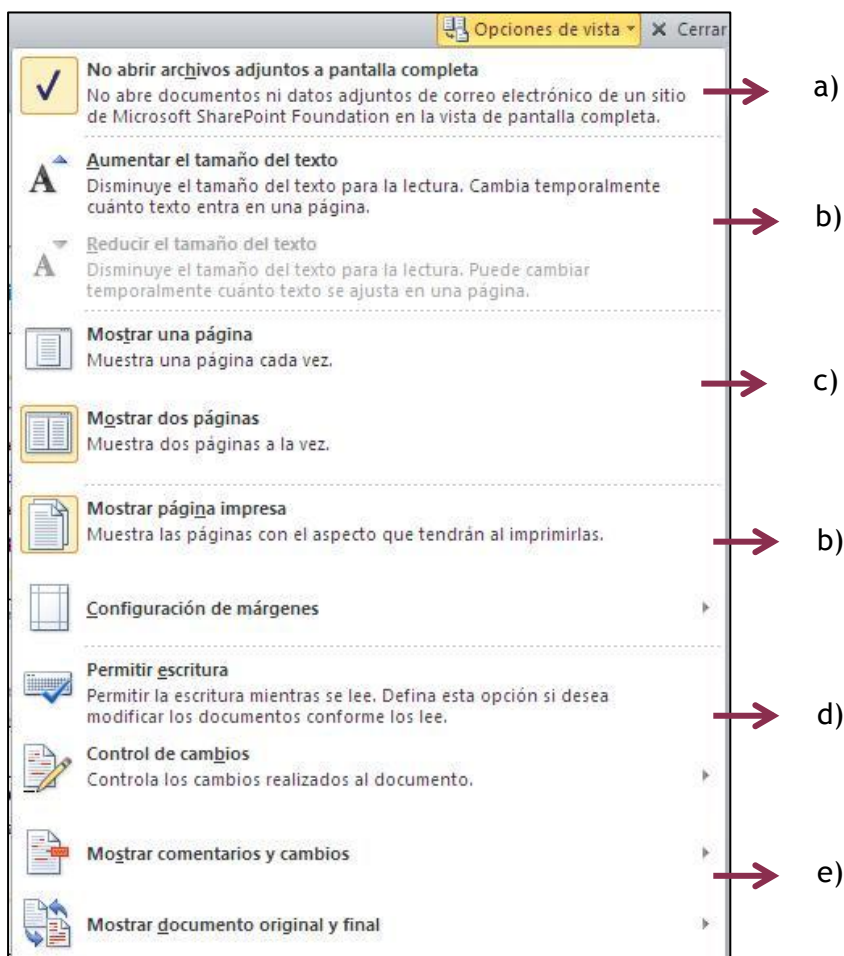 Opciones de vista
Cerrar
No abrir archivos adjuntos a pantalla completa
No abre documentos ni datos adjuntos de correo electrónico de un sitio
de Microsoft SharePoint Foundation en la vista de pantalla completa.
a)
Aumentar el tamaño del texto
Disminuye el tamaño del texto para la lectura. Cambia temporalmente
cuánto texto entra en una página.
b)
Reducir el tamaño del texto
Disminuye el tamaño del texto para la lectura. Puede cambiar
temporalmente cuánto texto se ajusta en una página.
Mostrar una página
Muestra una página cada vez.
c)
Mostrar dos páginas
Muestra dos páginas a la vez.
Mostrar página impresa
Muestra las páginas con el aspecto que tendrán al imprimirlas.
b)
Configuración de márgenes
Permitir escritura
Permitir la escritura mientras se lee. Defina esta opción si desea
modificar los documentos conforme los lee.
d)
Control de cambios
Controla los cambios realizados al documento.
Mostrar comentarios y cambios
e)
Mostrar documento original y final